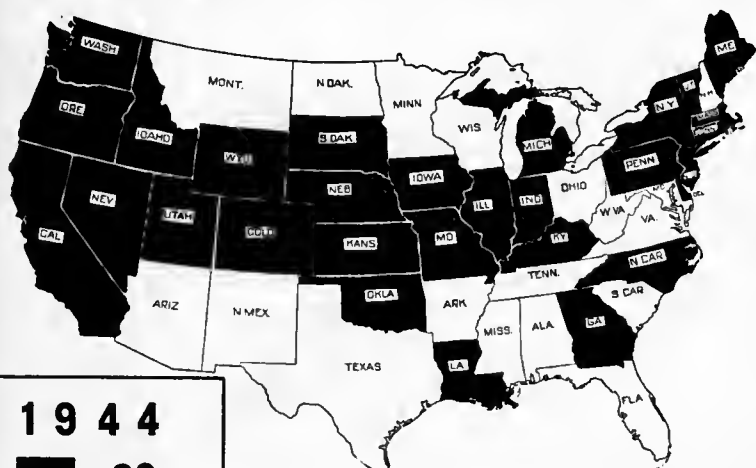 WASH
MONT.
N DAK.
MINN
ME
ORE
IDAHO
S DAK
WIS
MICH
N.Y.
N.H.
WYO
NEB
IOWA
PENN
NEV
UTAH
COLO
ILL
IND
OHIO
CAL
KANS
MO
KY
W VA.
VA.
ARIZ
N MEX
OKLA
ARK
TENN.
N CAR
S CAR
TEXAS
LA
MISS.
ALA.
GA
FLA
1944